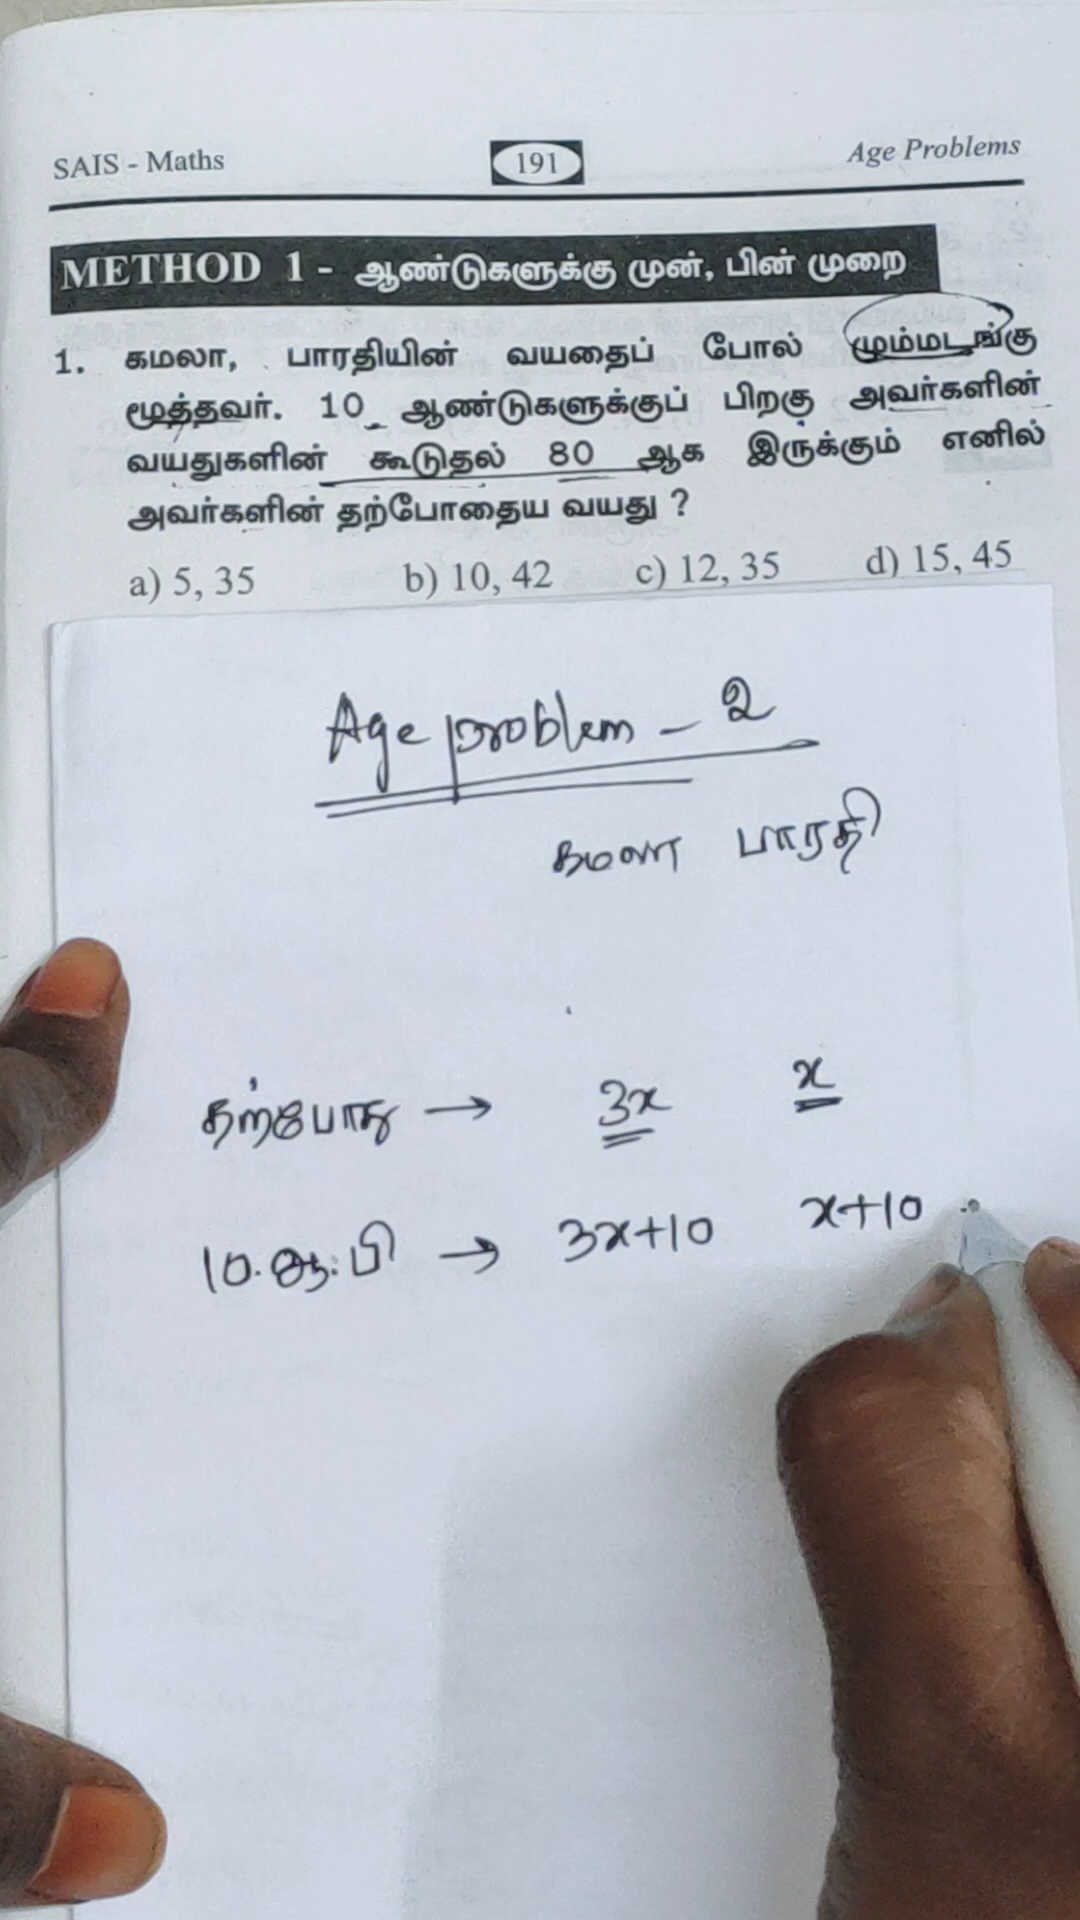 SAIS - Maths 191 Age Problems
METHOD 1 - ஆண்டுகளுக்கு முன், பின் முறை
1. கமலா, பாரதியின் வயதைப் போல் மும்மடங்கு
மூத்தவர். 10 ஆண்டுகளுக்குப் பிறகு அவர்களின்
வயதுகளின் கூடுதல் 80 ஆக இருக்கும் எனில்
அவர்களின் தற்போதைய வயது ?
a) 5, 35 b) 10, 42 c) 12, 35 d) 15, 45
Age problem - 2
கமலா பாரதி
தற்போது → 3x x
10.ஆ.பி → 3x+10 x+10